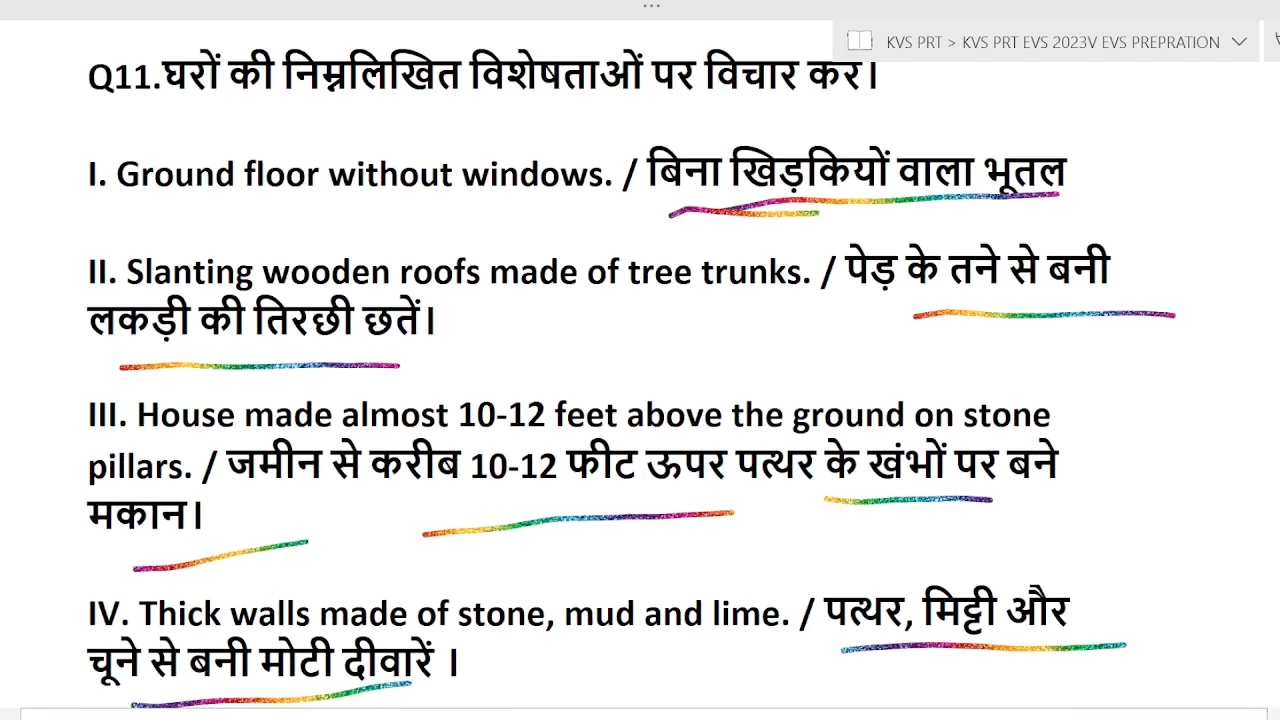 KVS PRT > KVS PRT EVS 2023V EVS PREPRATION
Q11.घरों की निम्नलिखित विशेषताओं पर विचार करें।
I. Ground floor without windows. / बिना खिड़कियों वाला भूतल
II. Slanting wooden roofs made of tree trunks. / पेड़ के तने से बनी
लकड़ी की तिरछी छतें।
III. House made almost 10-12 feet above the ground on stone
pillars. / जमीन से करीब 10-12 फीट ऊपर पत्थर के खंभों पर बने
मकान।
IV. Thick walls made of stone, mud and lime. / पत्थर, मिट्टी और
चूने से बनी मोटी दीवारें ।